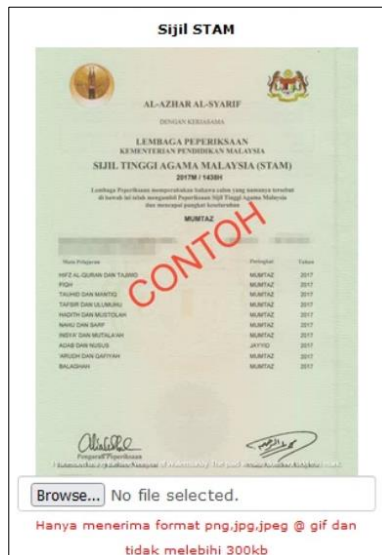 Sijil STAM
AL-AZHAR AL-SYARIF
DENGAN KERJASAMA
LEMBAGA PEPERIKSAAN
KEMENTERIAN PENDIDIKAN MALAYSIA
SIJIL TINGGI AGAMA MALAYSIA (STAM)
2017M / 1438H
Lembaga Peperiksaan memperakukan bahawa calon yang namanya tersebut
di bawah ini telah mengambil Peperiksaan Sijil Tinggi Agama Malaysia
dan mencapai pangkat keseluruhan
MUMTAZ
CONTOH
Mata Pelajaran Peringkat Tahun
HIFZ AL-QURAN DAN TAJWID MUMTAZ 2017
FIQH MUMTAZ 2017
TAUHID DAN MANTIQ MUMTAZ 2017
TAFSIR DAN ULUMUHU MUMTAZ 2017
HADITH DAN MUSTOLAH MUMTAZ 2017
NAHU DAN SARF MUMTAZ 2017
INSYA' DAN MUTALA'AH MUMTAZ 2017
ADAB DAN NUSUS JAYYID 2017
'ARUDH DAN QAFIYAH MUMTAZ 2017
BALAGHAH MUMTAZ 2017
Pengarah Peperiksaan
Browse... No file selected.
Hanya menerima format png,jpg,jpeg @ gif dan
tidak melebihi 300kb